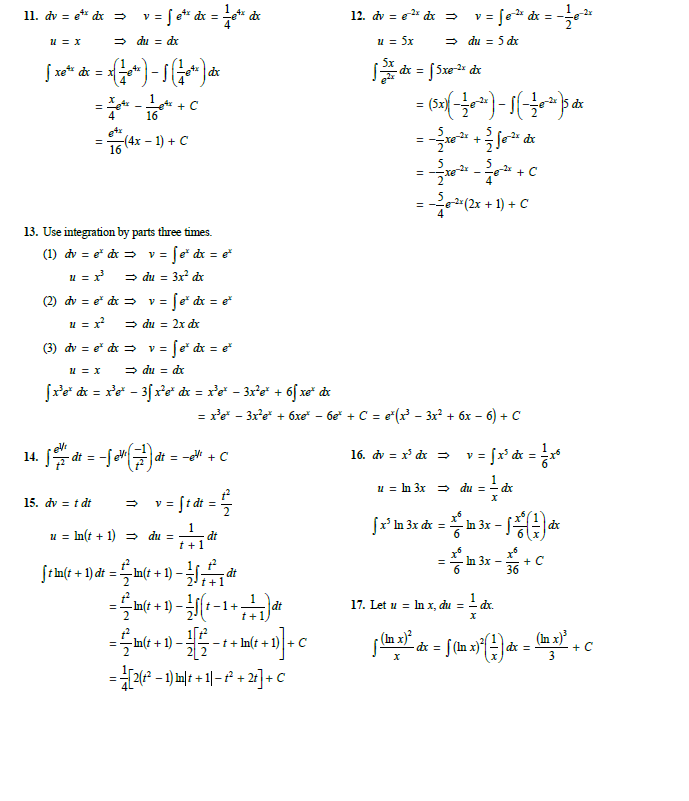 11. dv = e^{4x} dx ⇒ v = ∫ e^{4x} dx = 1/4 e^{4x} dx
u = x ⇒ du = dx
∫ xe^{4x} dx = x(1/4 e^{4x}) − ∫(1/4 e^{4x}) dx
= x/4 e^{4x} − 1/16 e^{4x} + C
= e^{4x}/16 (4x − 1) + C
12. dv = e^{−2x} dx ⇒ v = ∫ e^{−2x} dx = −1/2 e^{−2x}
u = 5x ⇒ du = 5 dx
∫ 5x/e^{2x} dx = ∫ 5xe^{−2x} dx
= (5x)(−1/2 e^{−2x}) − ∫(−1/2 e^{−2x})5 dx
= −5/2 xe^{−2x} + 5/2 ∫ e^{−2x} dx
= −5/2 xe^{−2x} − 5/4 e^{−2x} + C
= −5/4 e^{−2x}(2x + 1) + C
13. Use integration by parts three times.
(1) dv = e^x dx ⇒ v = ∫ e^x dx = e^x
u = x^3 ⇒ du = 3x^2 dx
(2) dv = e^x dx ⇒ v = ∫ e^x dx = e^x
u = x^2 ⇒ du = 2x dx
(3) dv = e^x dx ⇒ v = ∫ e^x dx = e^x
u = x ⇒ du = dx
∫ x^3e^x dx = x^3e^x − 3∫ x^2e^x dx = x^3e^x − 3x^2e^x + 6∫ xe^x dx
= x^3e^x − 3x^2e^x + 6xe^x − 6e^x + C = e^x(x^3 − 3x^2 + 6x − 6) + C
14. ∫ e^{1/t}/t^2 dt = −∫ e^{1/t}(−1/t^2) dt = −e^{1/t} + C
15. dv = t dt ⇒ v = ∫ t dt = t^2/2
u = ln(t + 1) ⇒ du = 1/(t + 1) dt
∫ t ln(t + 1) dt = t^2/2 ln(t + 1) − 1/2 ∫ t^2/(t + 1) dt
= t^2/2 ln(t + 1) − 1/2 ∫(t − 1 + 1/(t + 1)) dt
= t^2/2 ln(t + 1) − 1/2[t^2/2 − t + ln(t + 1)] + C
= 1/4[2(t^2 − 1) ln|t + 1| − t^2 + 2t] + C
16. dv = x^5 dx ⇒ v = ∫ x^5 dx = 1/6 x^6
u = ln 3x ⇒ du = 1/x dx
∫ x^5 ln 3x dx = x^6/6 ln 3x − ∫ x^6/6 (1/x) dx
= x^6/6 ln 3x − x^6/36 + C
17. Let u = ln x, du = 1/x dx.
∫ (ln x)^2/x dx = ∫(ln x)^2(1/x) dx = (ln x)^3/3 + C